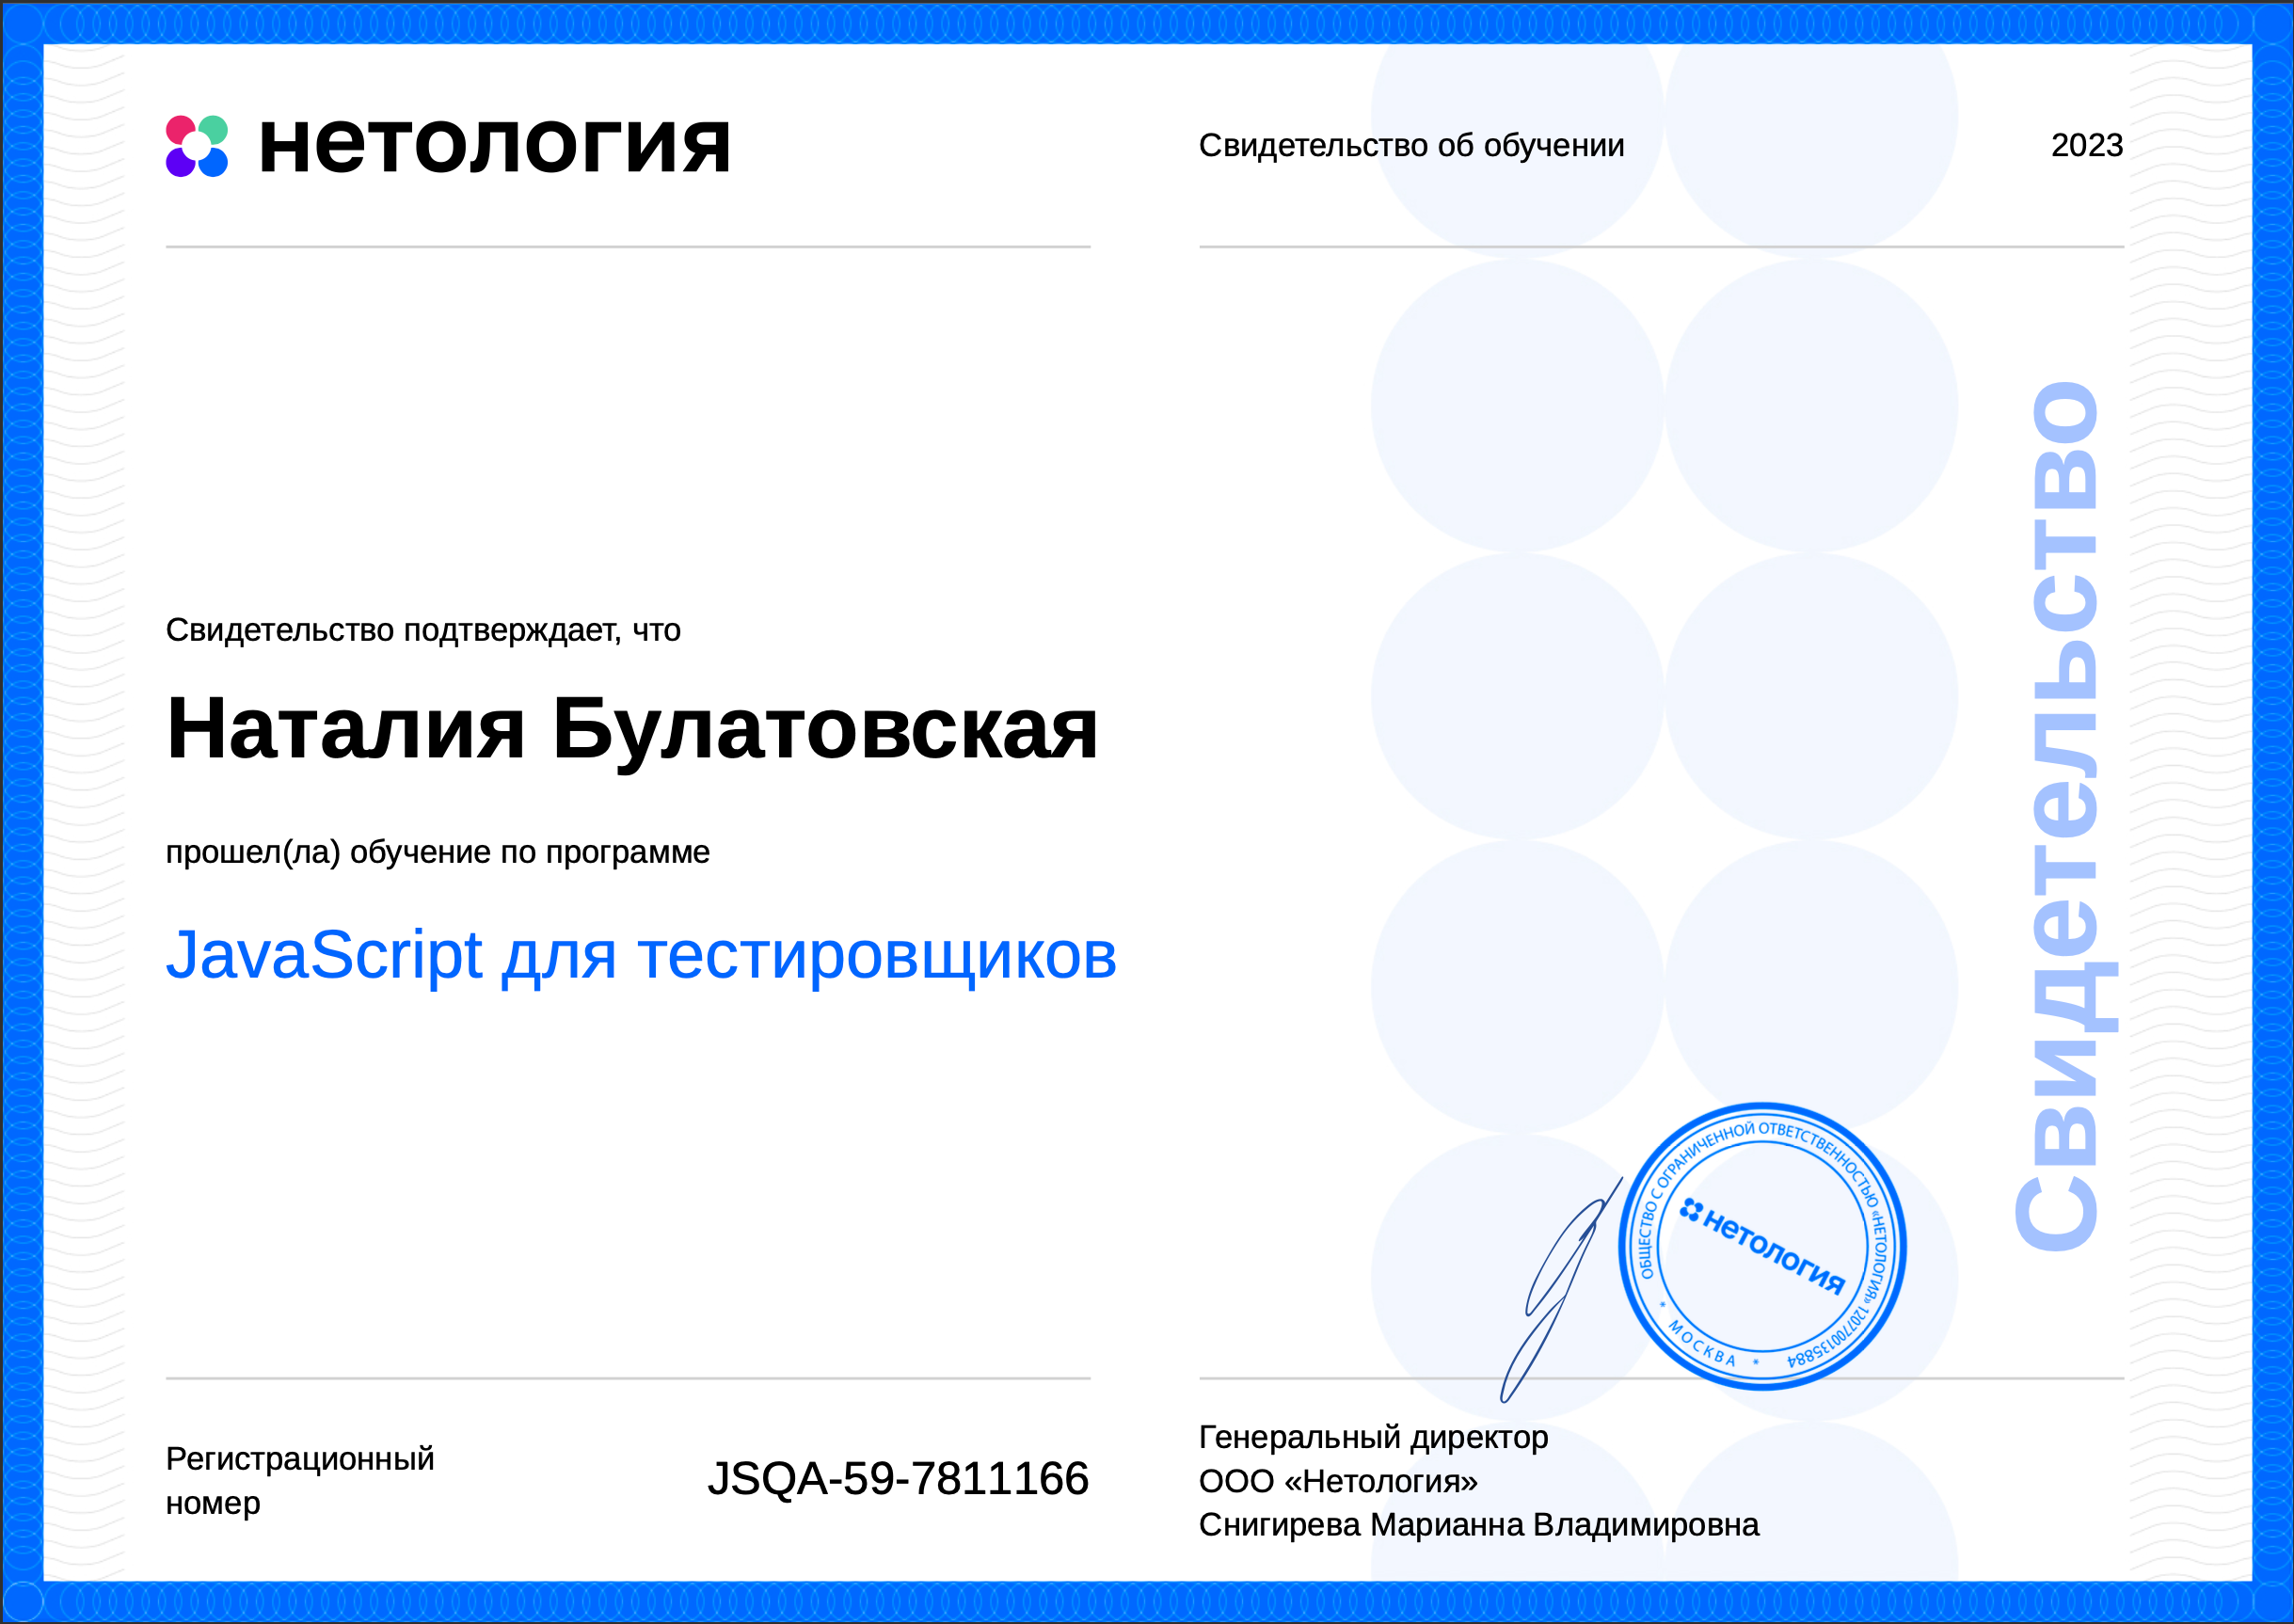 нетология
Свидетельство об обучении
2023
Свидетельство подтверждает, что
Наталия Булатовская
прошел(ла) обучение по программе
JavaScript для тестировщиков
Свидетельство
ОБЩЕСТВО С ОГРАНИЧЕННОЙ ОТВЕТСТВЕННОСТЬЮ «НЕТОЛОГИЯ» 1207700135884
* МОСКВА *
нетология
Регистрационный
номер
JSQA-59-7811166
Генеральный директор
ООО «Нетология»
Снигирева Марианна Владимировна